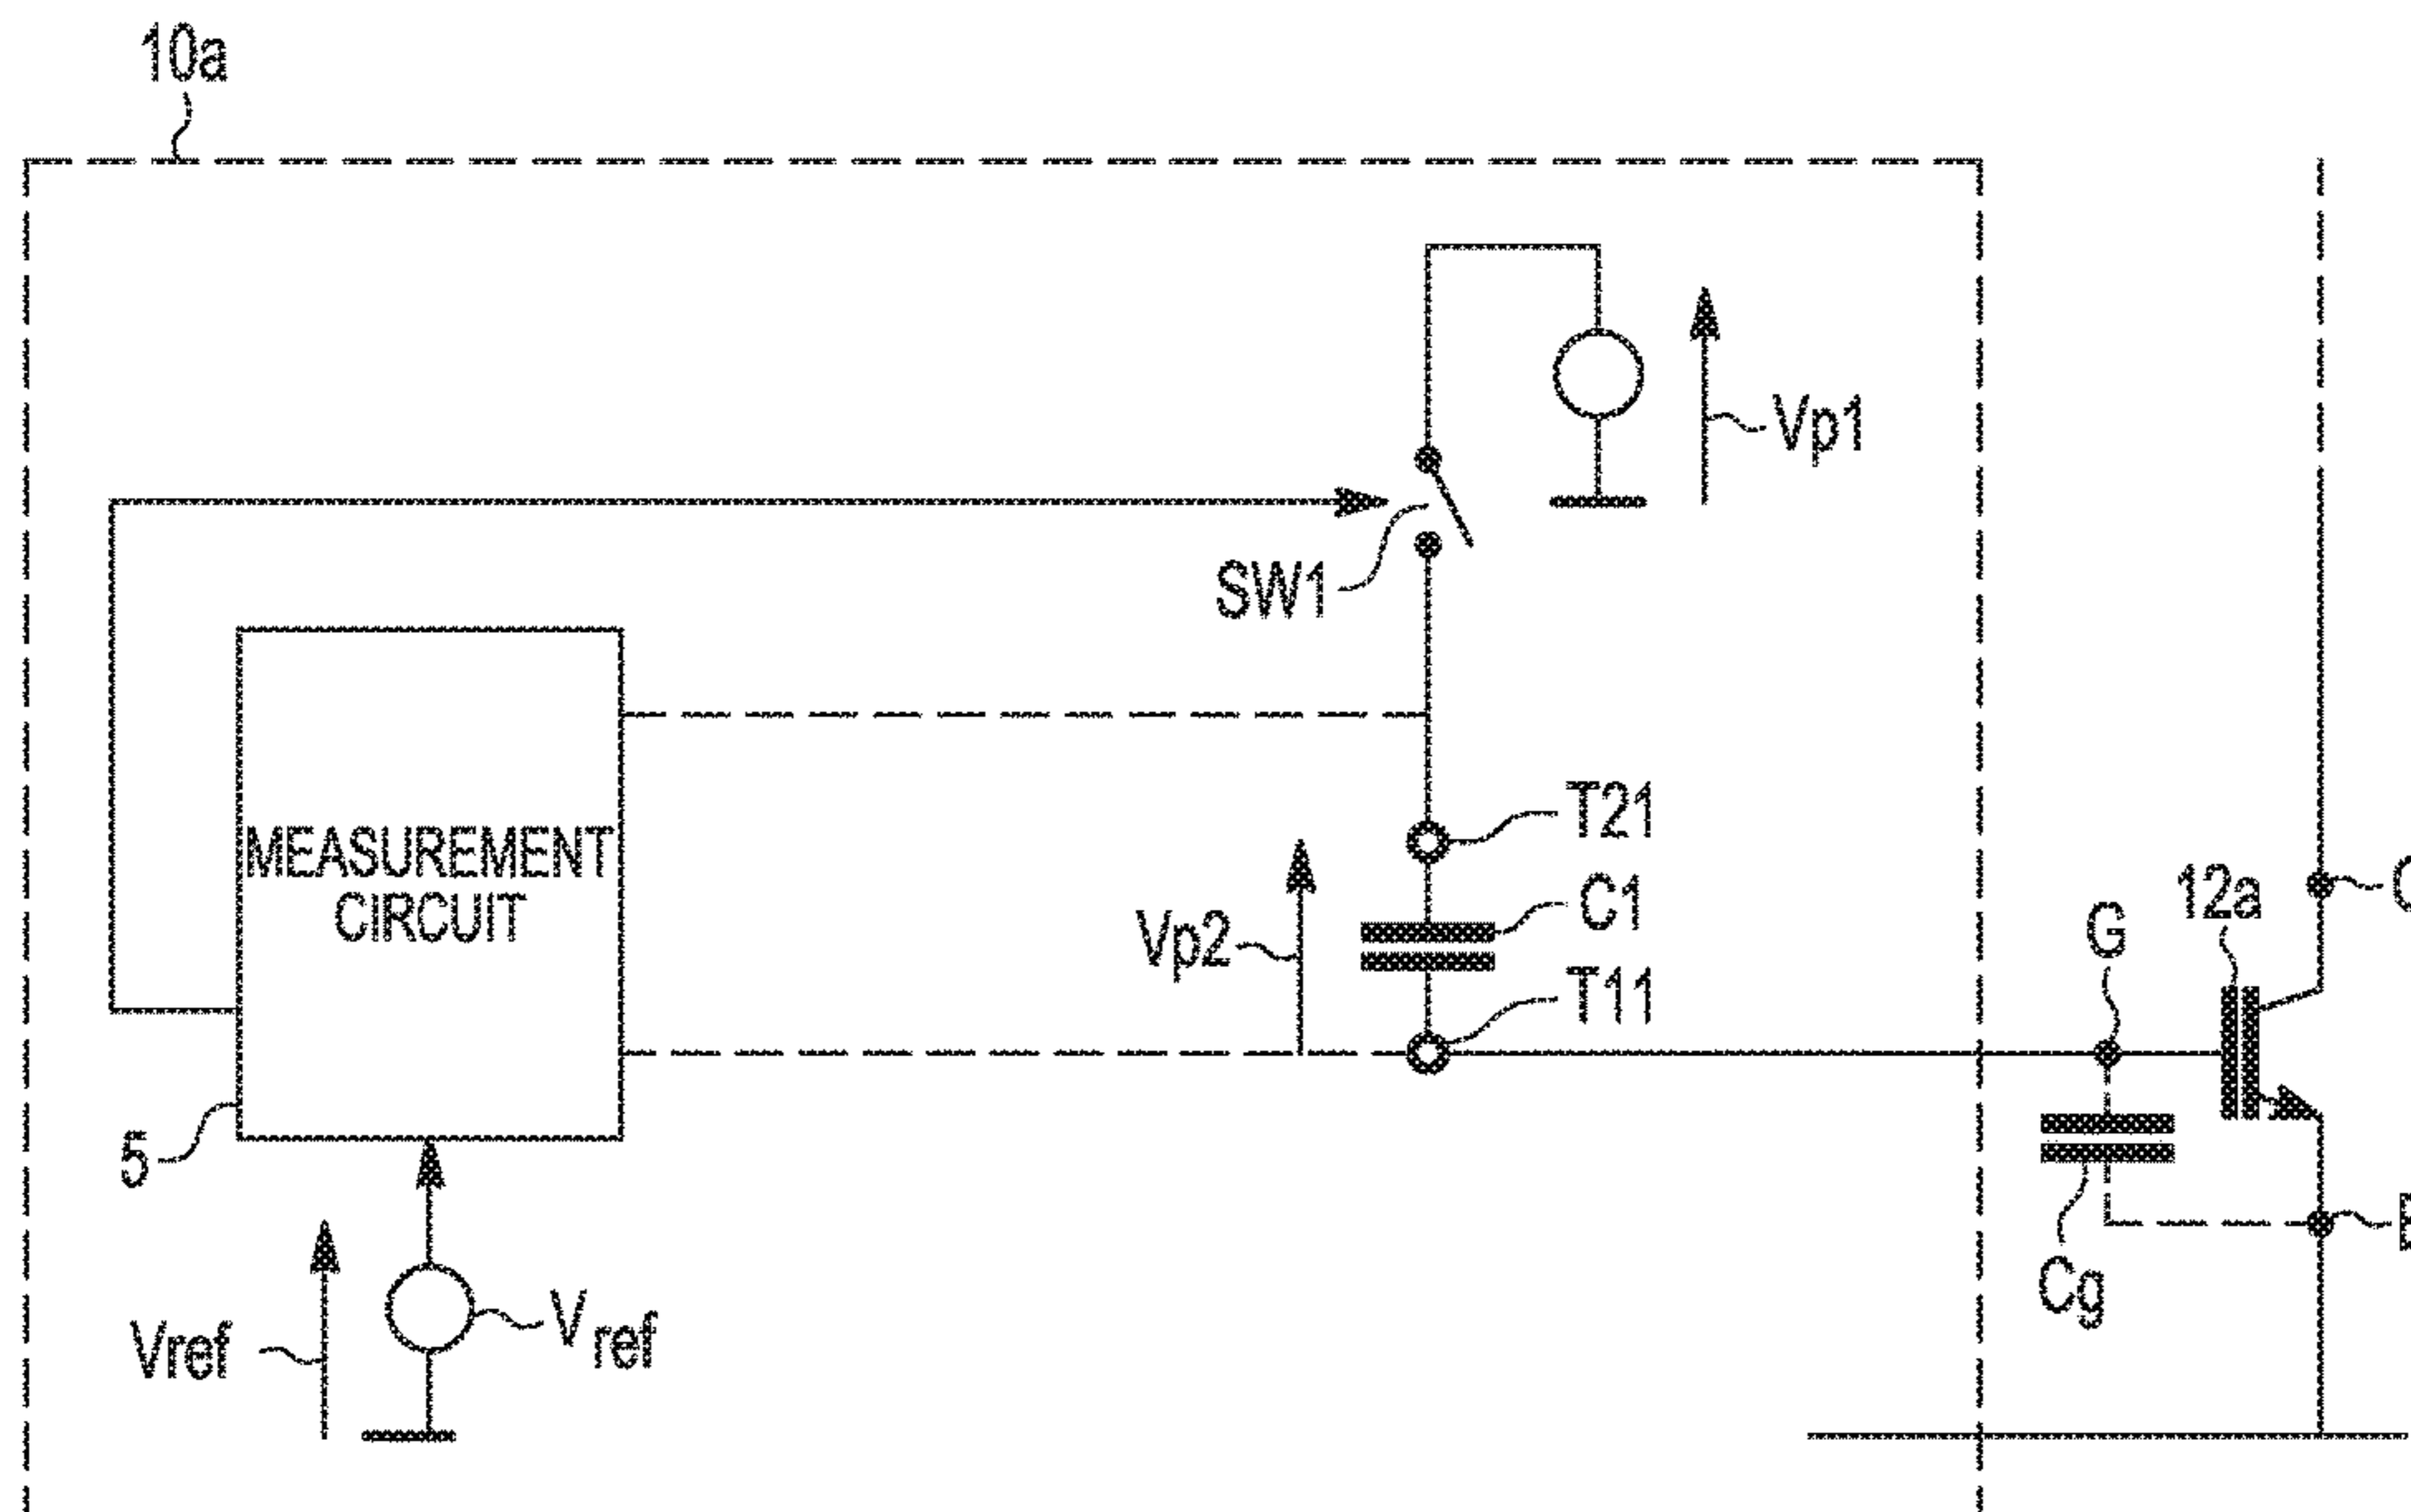 10a
Vp1
SW1
MEASUREMENT
CIRCUIT
T21
C1
Vp2
T11
12a
G
5
Cg
Vref
Vref